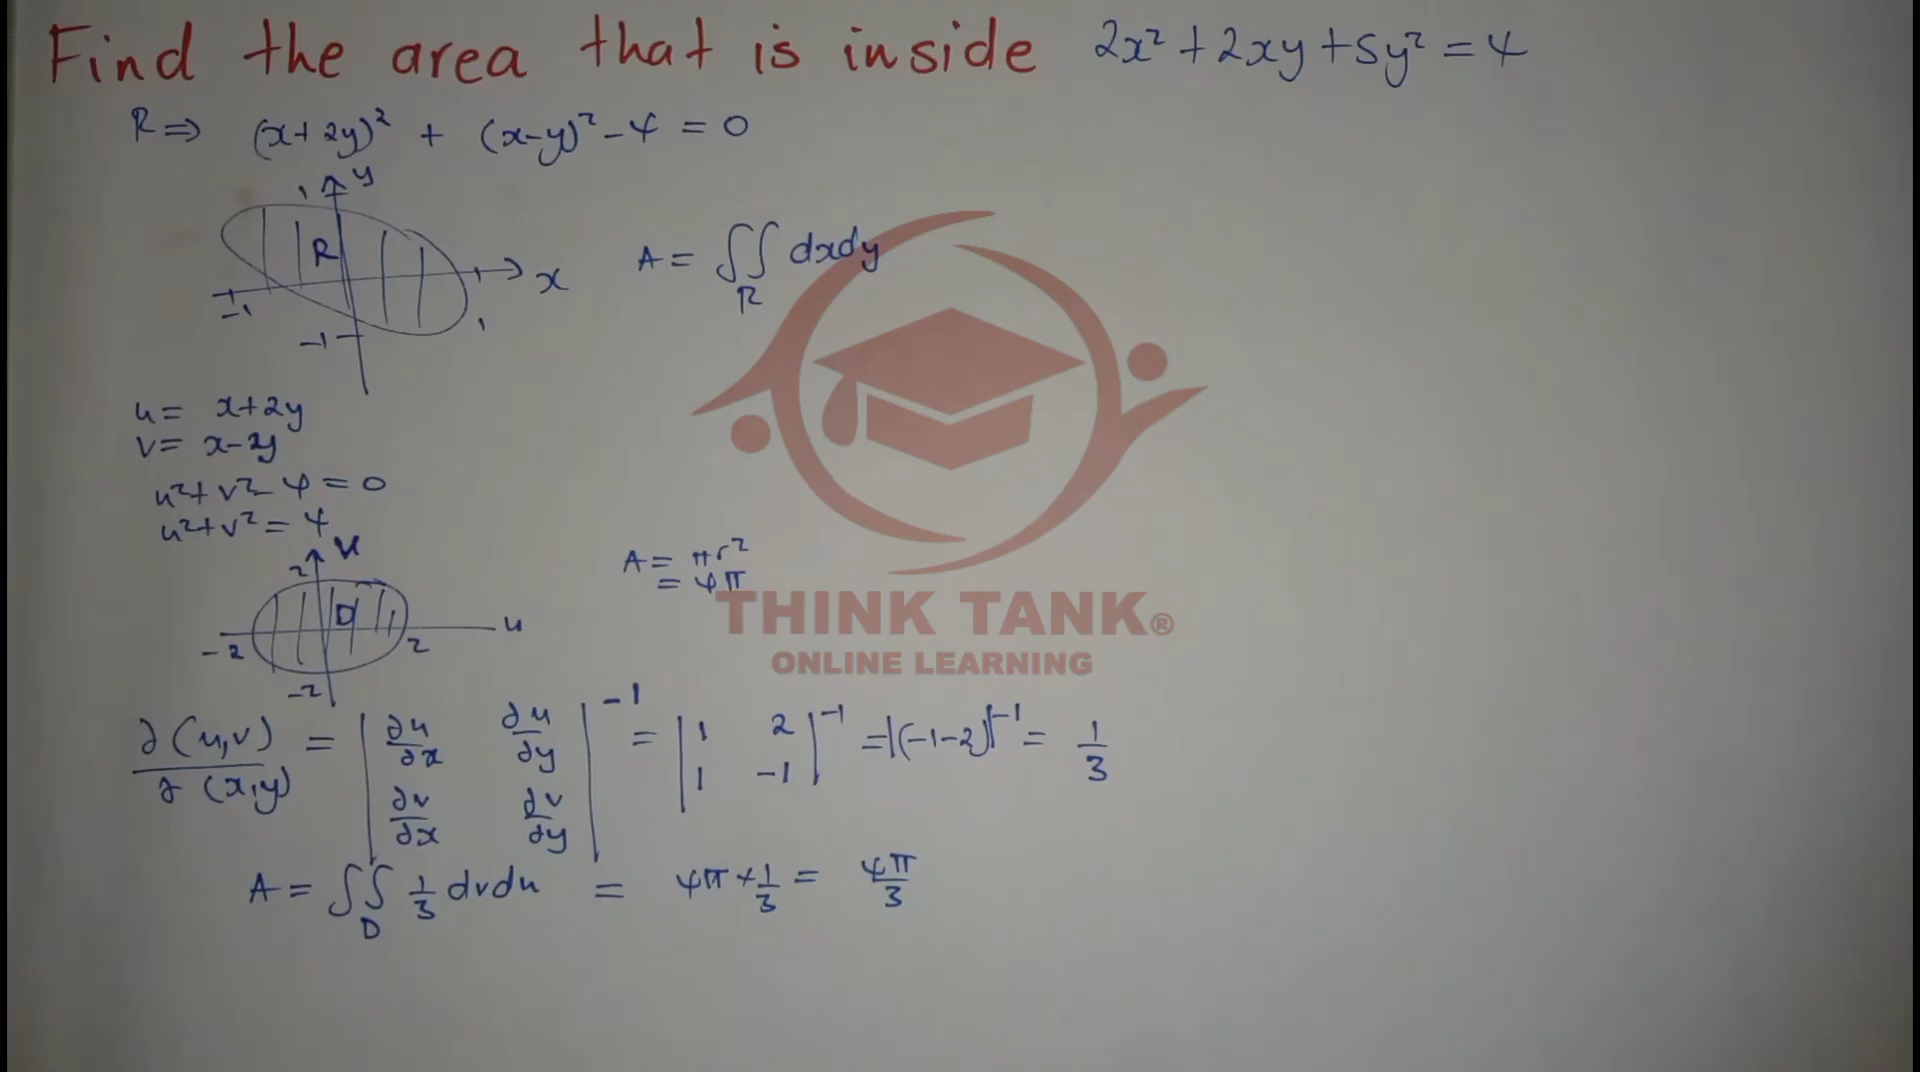 Find the area that is inside 2x² + 2xy + 5y² = 4
R ⇒ (x+2y)² + (x-y)² - 4 = 0
1 y
R
x
-1
1
-1
A = ∬ dxdy
R
u = x+2y
v = x-y
u²+v²-4 = 0
u²+v² = 4
v
2
D
u
-2
2
-2
A = πr²
= 4π
THINK TANK®
ONLINE LEARNING
∂(u,v)/∂(x,y) = |∂u/∂x ∂u/∂y|⁻¹ = |1 2|⁻¹ = |(-1-2)|⁻¹ = 1/3
∂v/∂x ∂v/∂y 1 -1
A = ∬ 1/3 dvdu = 4π × 1/3 = 4π/3
D